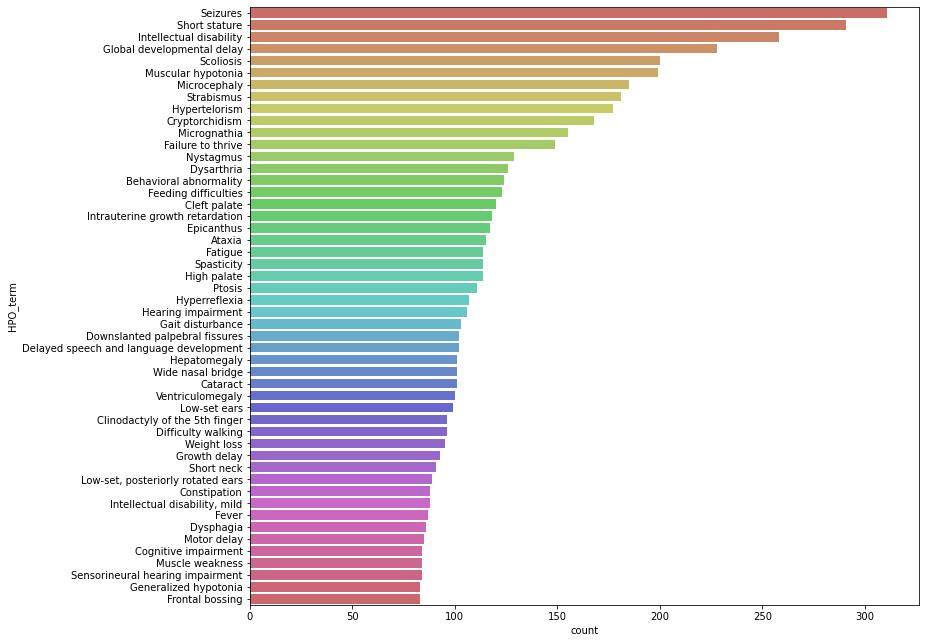 Seizures
Short stature
Intellectual disability
Global developmental delay
Scoliosis
Muscular hypotonia
Microcephaly
Strabismus
Hypertelorism
Cryptorchidism
Micrognathia
Failure to thrive
Nystagmus
Dysarthria
Behavioral abnormality
Feeding difficulties
Cleft palate
Intrauterine growth retardation
Epicanthus
Ataxia
Fatigue
Spasticity
High palate
Ptosis
Hyperreflexia
Hearing impairment
Gait disturbance
Downslanted palpebral fissures
Delayed speech and language development
Hepatomegaly
Wide nasal bridge
Cataract
Ventriculomegaly
Low-set ears
Clinodactyly of the 5th finger
Difficulty walking
Weight loss
Growth delay
Short neck
Low-set, posteriorly rotated ears
Constipation
Intellectual disability, mild
Fever
Dysphagia
Motor delay
Cognitive impairment
Muscle weakness
Sensorineural hearing impairment
Generalized hypotonia
Frontal bossing
HPO_term
0 50 100 150 200 250 300
count